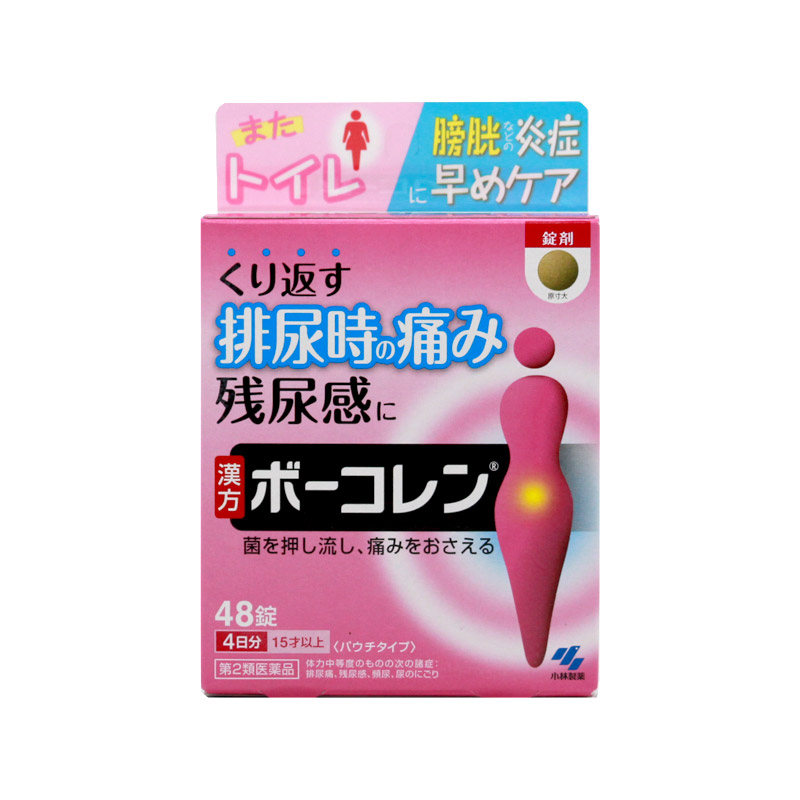 また
トイレ
に
膀胱などの炎症
早めケア
錠剤
原寸大
くり返す
排尿時の痛み
残尿感に
漢方
ボーコレン®
菌を押し流し、痛みをおさえる
48錠
4日分 15才以上 〈パウチタイプ〉
第2類医薬品
体力中等度のものの次の諸症:
排尿痛、残尿感、頻尿、尿のにごり
小林製薬